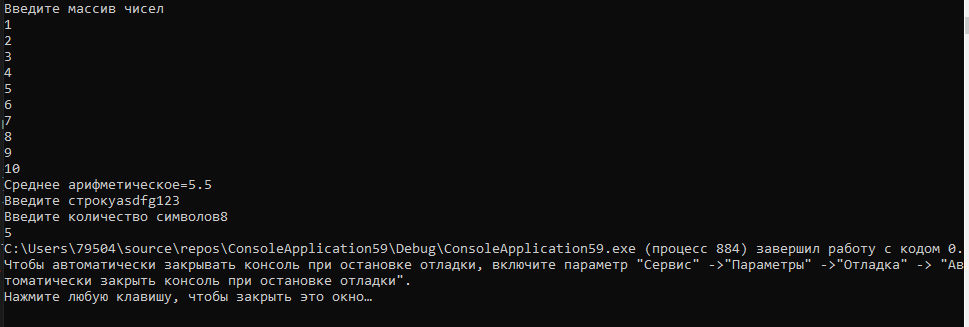 Введите массив чисел
1
2
3
4
5
6
7
8
9
10
Среднее арифметическое=5.5
Введите строкуasdfg123
Введите количество символов8
5
C:\Users\79504\source\repos\ConsoleApplication59\Debug\ConsoleApplication59.exe (процесс 884) завершил работу с кодом 0.
Чтобы автоматически закрывать консоль при остановке отладки, включите параметр "Сервис" ->"Параметры" ->"Отладка" -> "Ав
томатически закрыть консоль при остановке отладки".
Нажмите любую клавишу, чтобы закрыть это окно…